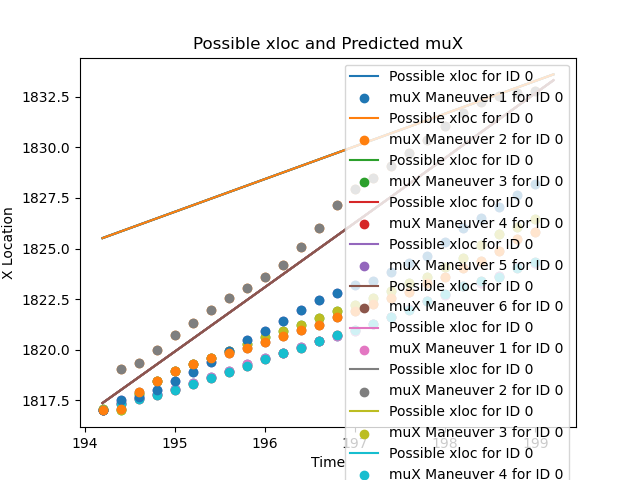 Possible xloc and Predicted muX
X Location
1832.5
1830.0
1827.5
1825.0
1822.5
1820.0
1817.5
194
195
196
197
198
199
Time
Possible xloc for ID 0
muX Maneuver 1 for ID 0
Possible xloc for ID 0
muX Maneuver 2 for ID 0
Possible xloc for ID 0
muX Maneuver 3 for ID 0
Possible xloc for ID 0
muX Maneuver 4 for ID 0
Possible xloc for ID 0
muX Maneuver 5 for ID 0
Possible xloc for ID 0
muX Maneuver 6 for ID 0
Possible xloc for ID 0
muX Maneuver 1 for ID 0
Possible xloc for ID 0
muX Maneuver 2 for ID 0
Possible xloc for ID 0
muX Maneuver 3 for ID 0
Possible xloc for ID 0
muX Maneuver 4 for ID 0